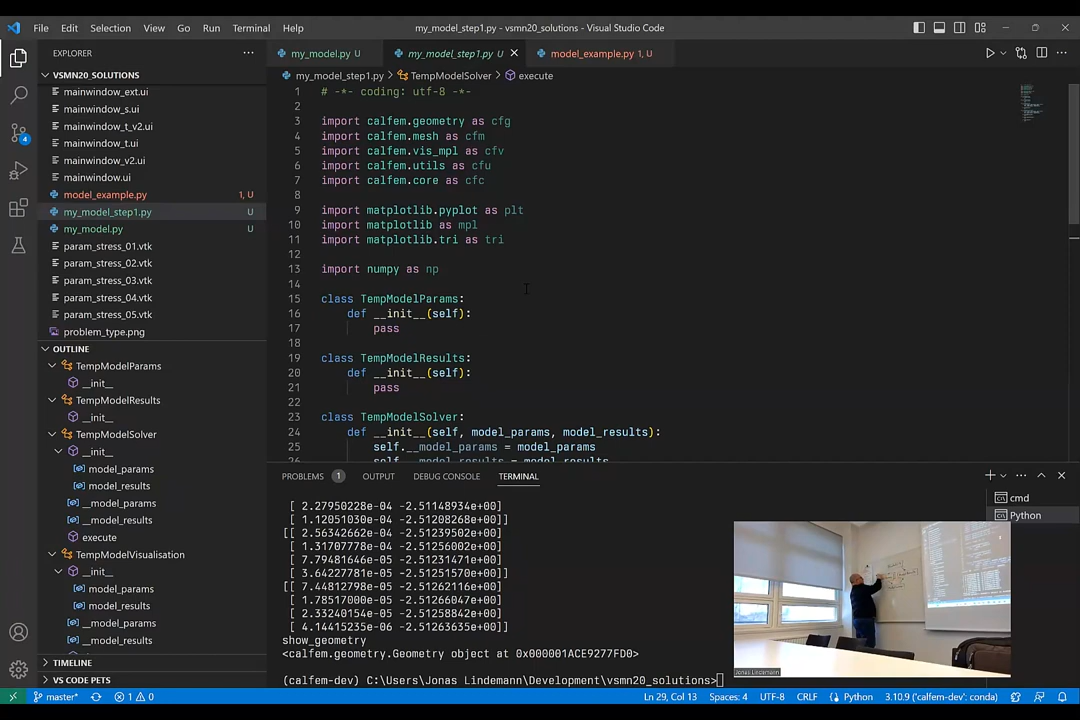 File Edit Selection View Go Run Terminal Help
my_model_step1.py - vsmn20_solutions - Visual Studio Code
EXPLORER
VSMN20_SOLUTIONS
mainwindow_ext.ui
mainwindow_s.ui
mainwindow_t_v2.ui
mainwindow_t.ui
mainwindow_v2.ui
mainwindow.ui
model_example.py 1, U
my_model_step1.py U
my_model.py U
param_stress_01.vtk
param_stress_02.vtk
param_stress_03.vtk
param_stress_04.vtk
param_stress_05.vtk
problem_type.png
OUTLINE
TempModelParams
__init__
TempModelResults
__init__
TempModelSolver
__init__
model_params
model_results
__model_params
__model_results
execute
TempModelVisualisation
__init__
model_params
model_results
__model_params
__model_results
TIMELINE
VS CODE PETS
4
my_model.py U
my_model_step1.py U
model_example.py 1, U
my_model_step1.py > TempModelSolver > execute
1 # -*- coding: utf-8 -*-
2
3 import calfem.geometry as cfg
4 import calfem.mesh as cfm
5 import calfem.vis_mpl as cfv
6 import calfem.utils as cfu
7 import calfem.core as cfc
8
9 import matplotlib.pyplot as plt
10 import matplotlib as mpl
11 import matplotlib.tri as tri
12
13 import numpy as np
14
15 class TempModelParams:
16 def __init__(self):
17 pass
18
19 class TempModelResults:
20 def __init__(self):
21 pass
22
23 class TempModelSolver:
24 def __init__(self, model_params, model_results):
25 self.__model_params = model_params
26 self.__model_results = model_results
PROBLEMS 1 OUTPUT DEBUG CONSOLE TERMINAL
[ 2.27950228e-04 -2.51148934e+00]
[ 1.12051030e-04 -2.51208268e+00]]
[[ 2.56342662e-04 -2.51239502e+00]
[ 1.31707778e-04 -2.51256002e+00]
[ 7.79481646e-05 -2.51231471e+00]
[ 3.64227781e-05 -2.51251570e+00]]
[[ 7.44812798e-05 -2.51262116e+00]
[ 1.78517000e-05 -2.51266047e+00]
[ 2.33240154e-05 -2.51258842e+00]
[ 4.14415235e-06 -2.51263635e+00]]
show_geometry
<calfem.geometry.Geometry object at 0x000001ACE9277FD0>
(calfem-dev) C:\Users\Jonas Lindemann\Development\vsmn20_solutions>
cmd
Python
Jonas Lindemann
master* 1 0
Ln 29, Col 13 Spaces: 4 UTF-8 CRLF Python 3.10.9 ('calfem-dev': conda)